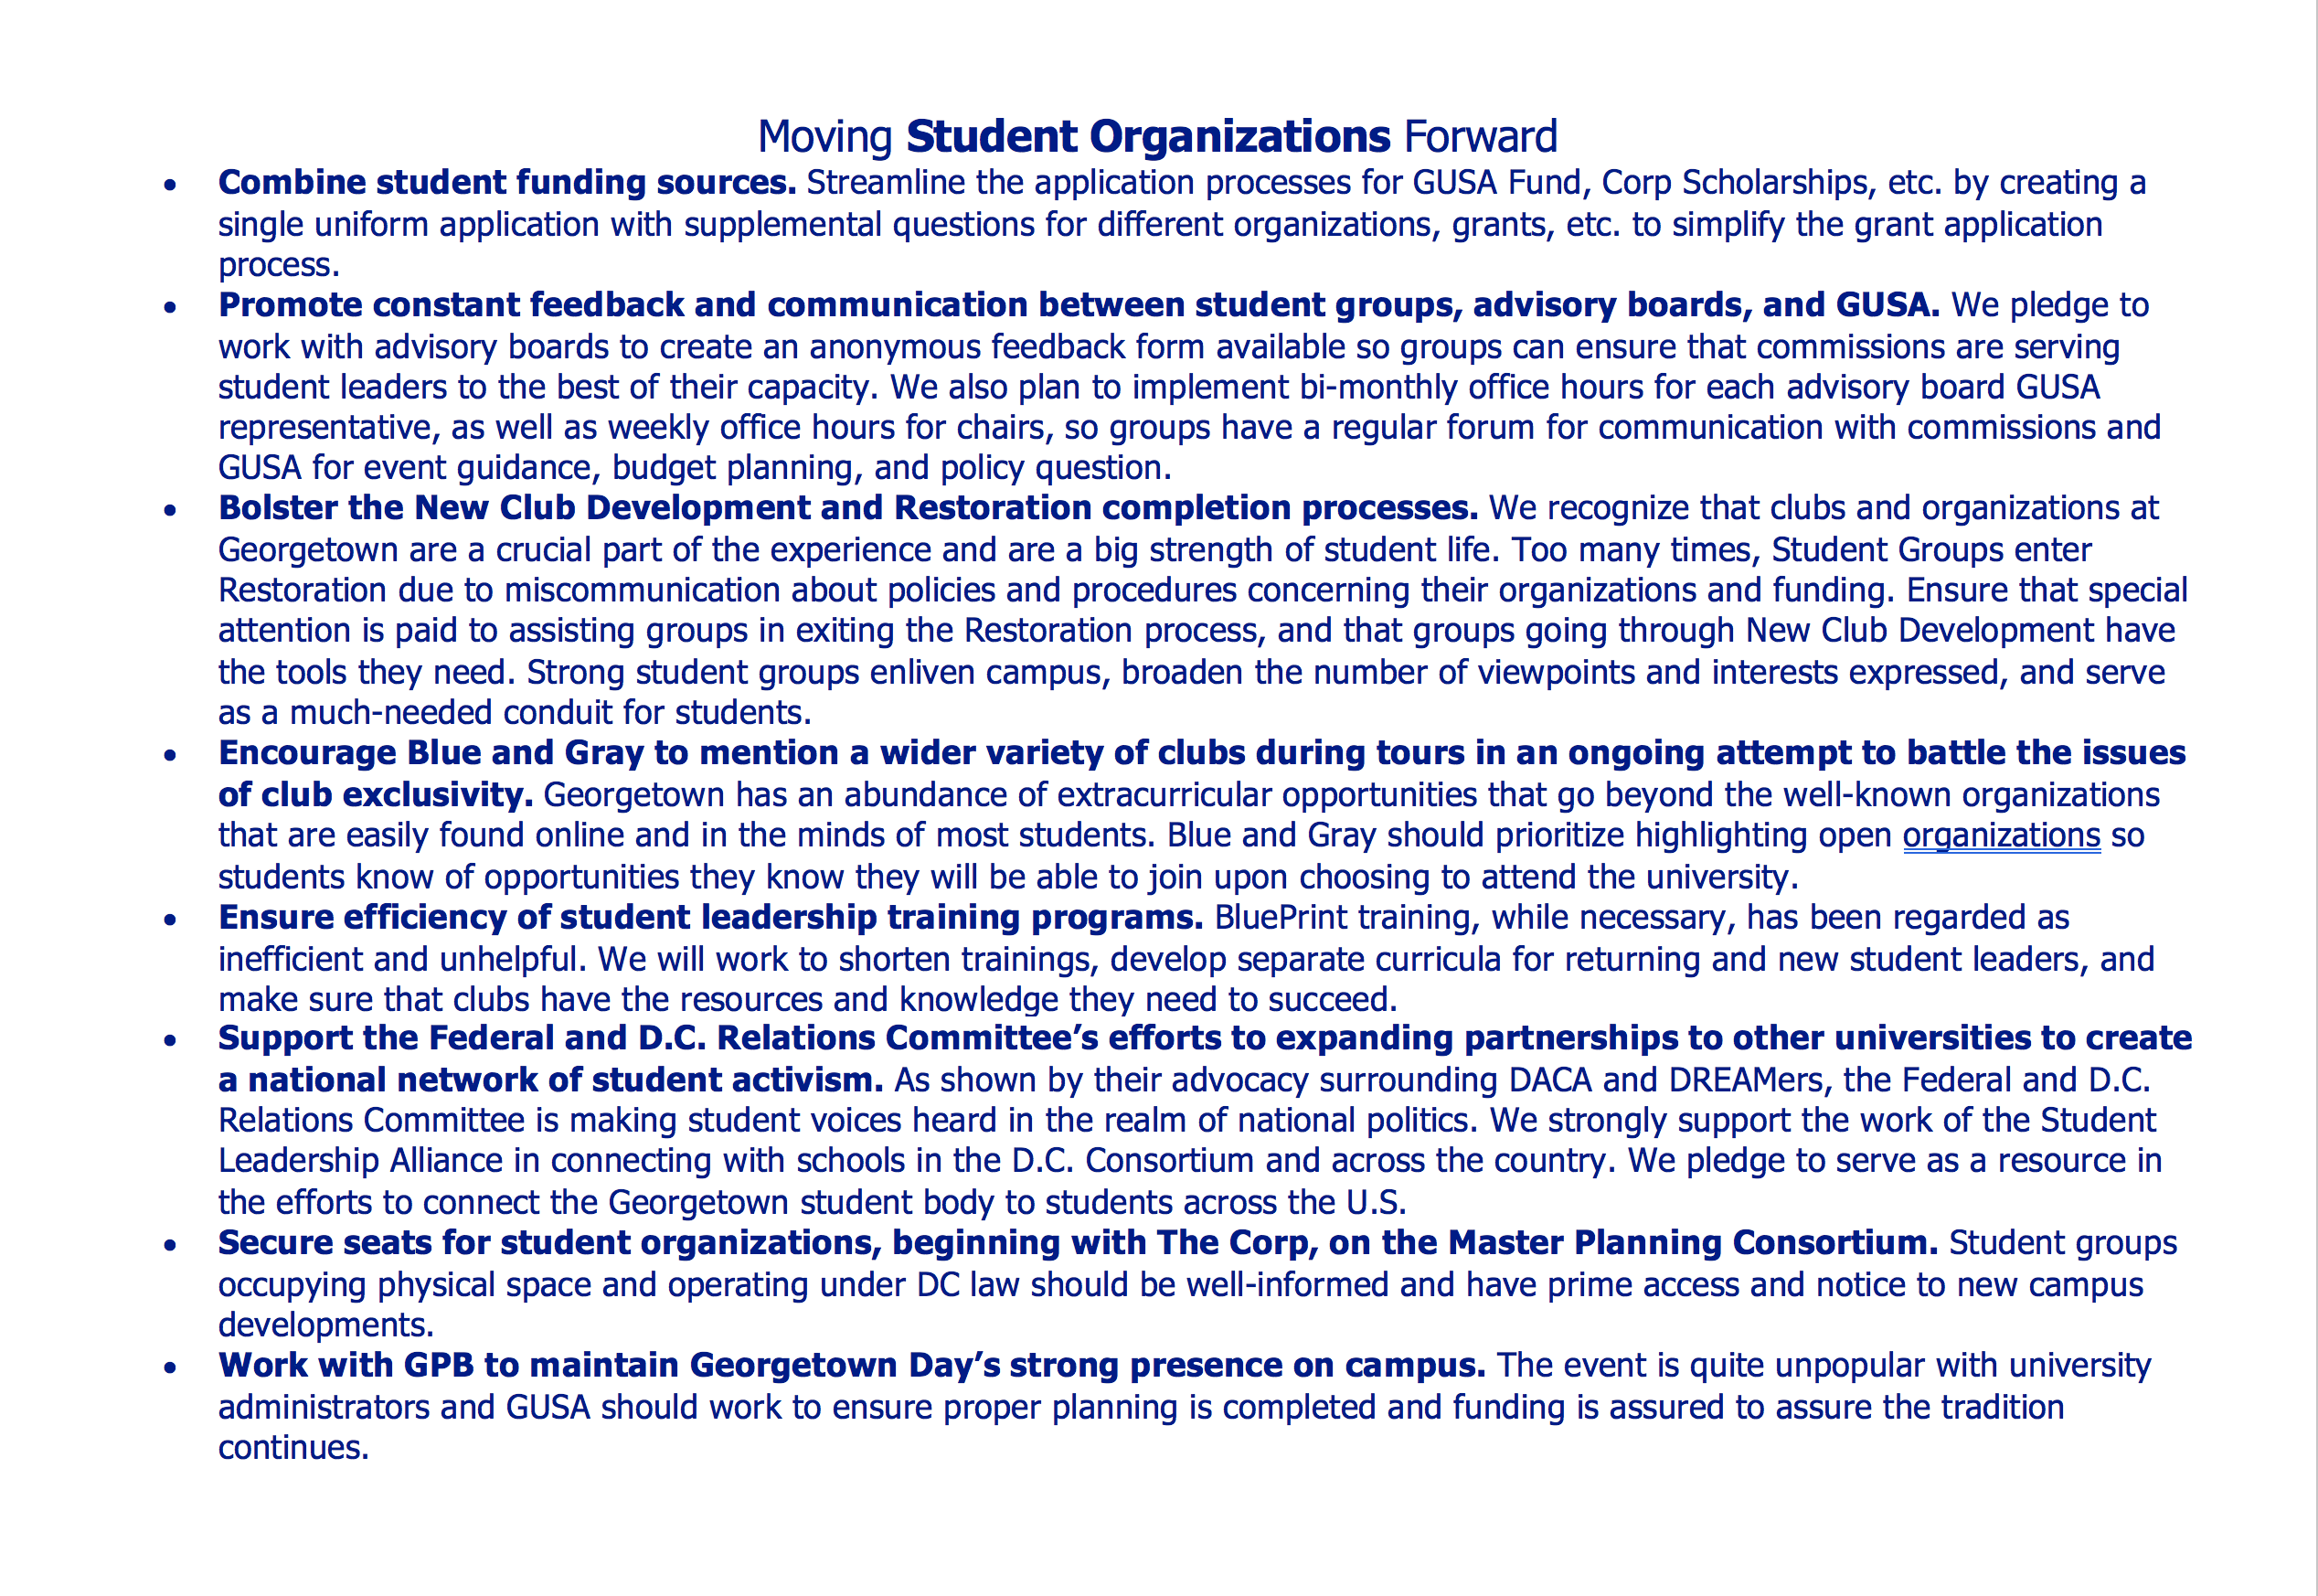 Moving Student Organizations Forward
• Combine student funding sources. Streamline the application processes for GUSA Fund, Corp Scholarships, etc. by creating a
single uniform application with supplemental questions for different organizations, grants, etc. to simplify the grant application
process.
• Promote constant feedback and communication between student groups, advisory boards, and GUSA. We pledge to
work with advisory boards to create an anonymous feedback form available so groups can ensure that commissions are serving
student leaders to the best of their capacity. We also plan to implement bi-monthly office hours for each advisory board GUSA
representative, as well as weekly office hours for chairs, so groups have a regular forum for communication with commissions and
GUSA for event guidance, budget planning, and policy question.
• Bolster the New Club Development and Restoration completion processes. We recognize that clubs and organizations at
Georgetown are a crucial part of the experience and are a big strength of student life. Too many times, Student Groups enter
Restoration due to miscommunication about policies and procedures concerning their organizations and funding. Ensure that special
attention is paid to assisting groups in exiting the Restoration process, and that groups going through New Club Development have
the tools they need. Strong student groups enliven campus, broaden the number of viewpoints and interests expressed, and serve
as a much-needed conduit for students.
• Encourage Blue and Gray to mention a wider variety of clubs during tours in an ongoing attempt to battle the issues
of club exclusivity. Georgetown has an abundance of extracurricular opportunities that go beyond the well-known organizations
that are easily found online and in the minds of most students. Blue and Gray should prioritize highlighting open organizations so
students know of opportunities they know they will be able to join upon choosing to attend the university.
• Ensure efficiency of student leadership training programs. BluePrint training, while necessary, has been regarded as
inefficient and unhelpful. We will work to shorten trainings, develop separate curricula for returning and new student leaders, and
make sure that clubs have the resources and knowledge they need to succeed.
• Support the Federal and D.C. Relations Committee’s efforts to expanding partnerships to other universities to create
a national network of student activism. As shown by their advocacy surrounding DACA and DREAMers, the Federal and D.C.
Relations Committee is making student voices heard in the realm of national politics. We strongly support the work of the Student
Leadership Alliance in connecting with schools in the D.C. Consortium and across the country. We pledge to serve as a resource in
the efforts to connect the Georgetown student body to students across the U.S.
• Secure seats for student organizations, beginning with The Corp, on the Master Planning Consortium. Student groups
occupying physical space and operating under DC law should be well-informed and have prime access and notice to new campus
developments.
• Work with GPB to maintain Georgetown Day’s strong presence on campus. The event is quite unpopular with university
administrators and GUSA should work to ensure proper planning is completed and funding is assured to assure the tradition
continues.